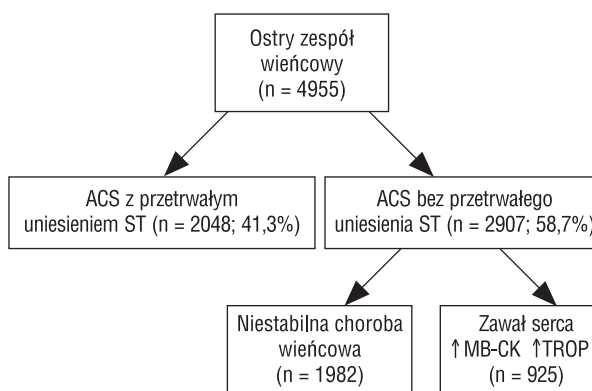 Ostry zespół
wieńcowy
(n = 4955)
ACS z przetrwałym
uniesieniem ST (n = 2048; 41,3%)
ACS bez przetrwałego
uniesienia ST (n = 2907; 58,7%)
Niestabilna choroba
wieńcowa
(n = 1982)
Zawał serca
↑MB-CK ↑TROP
(n = 925)